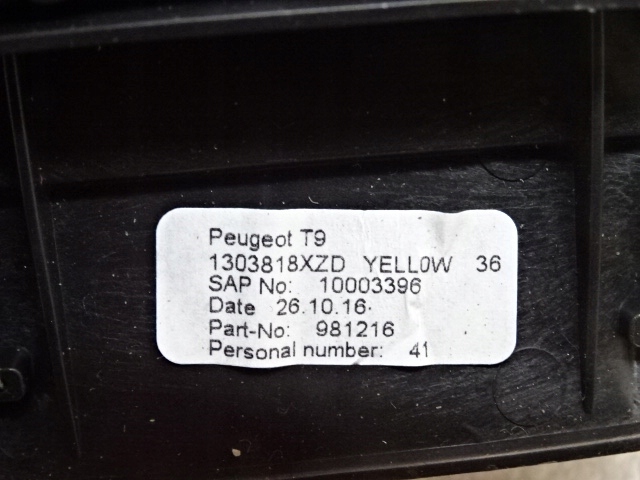 Peugeot T9
1303818XZD YELL0W 36
SAP No: 10003396
Date 26.10.16
Part-No: 981216
Personal number: 41